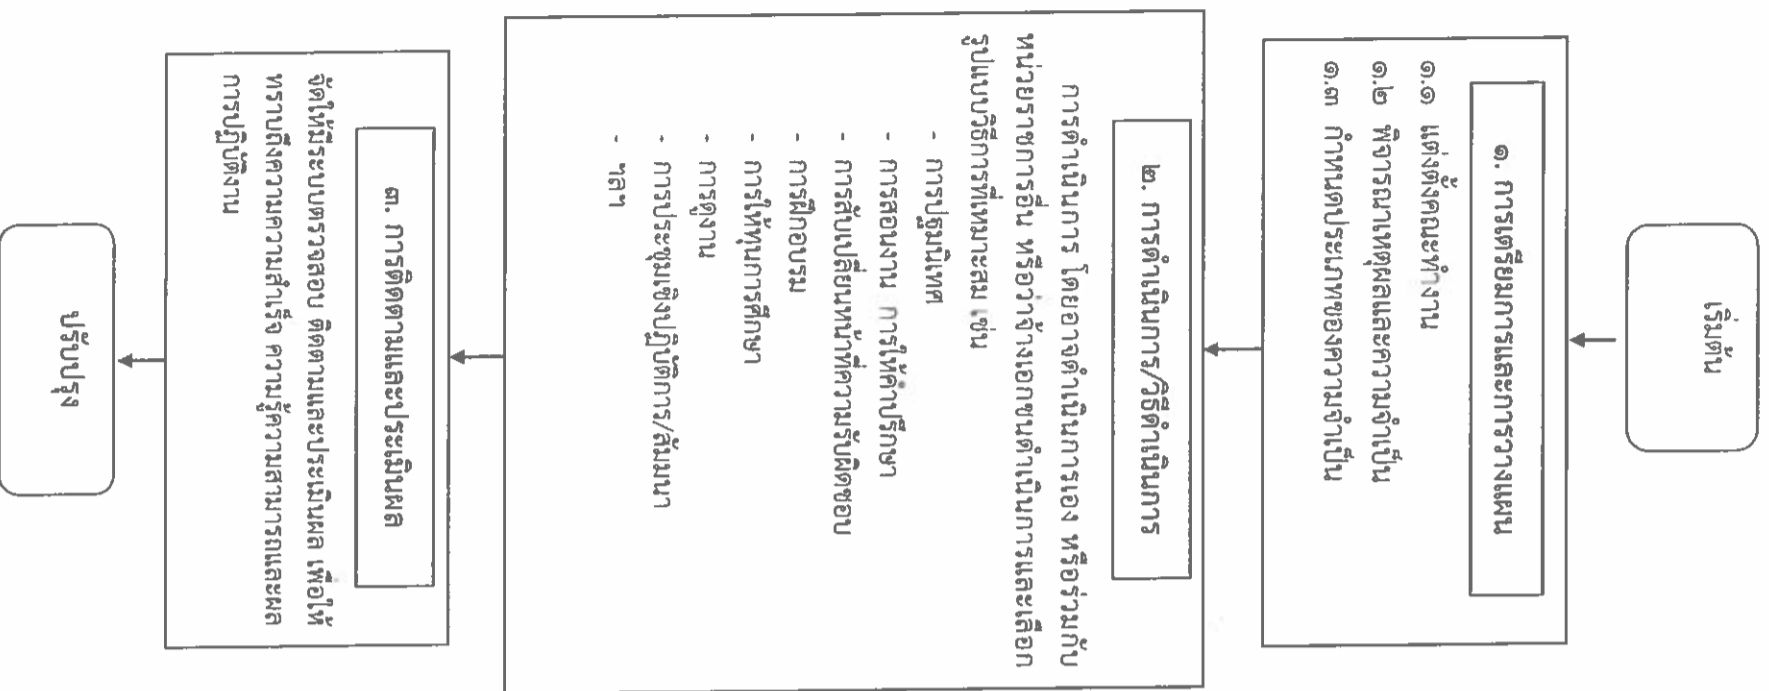 เริ่มต้น
๑. การเตรียมการและการวางแผน
๑.๑ แต่งตั้งคณะทำงาน
๑.๒ พิจารณาเหตุผลและความจำเป็น
๑.๓ กำหนดประเภทของความจำเป็น
๒. การดำเนินการ/วิธีดำเนินการ
การดำเนินการ โดยอาจดำเนินการเอง หรือร่วมกับ
หน่วยราชการอื่น หรือว่าจ้างเอกชนดำเนินการและเลือก
รูปแบบวิธีการที่เหมาะสม เช่น
- การปฐมนิเทศ
- การสอนงาน การให้คำปรึกษา
- การสับเปลี่ยนหน้าที่ความรับผิดชอบ
- การฝึกอบรม
- การให้ทุนการศึกษา
- การดูงาน
- การประชุมเชิงปฏิบัติการ/สัมมนา
- ฯลฯ
๓. การติดตามและประเมินผล
จัดให้มีระบบตรวจสอบ ติดตามและประเมินผล เพื่อให้
ทราบถึงความความสำเร็จ ความรู้ความสามารถและผล
การปฏิบัติงาน
ปรับปรุง